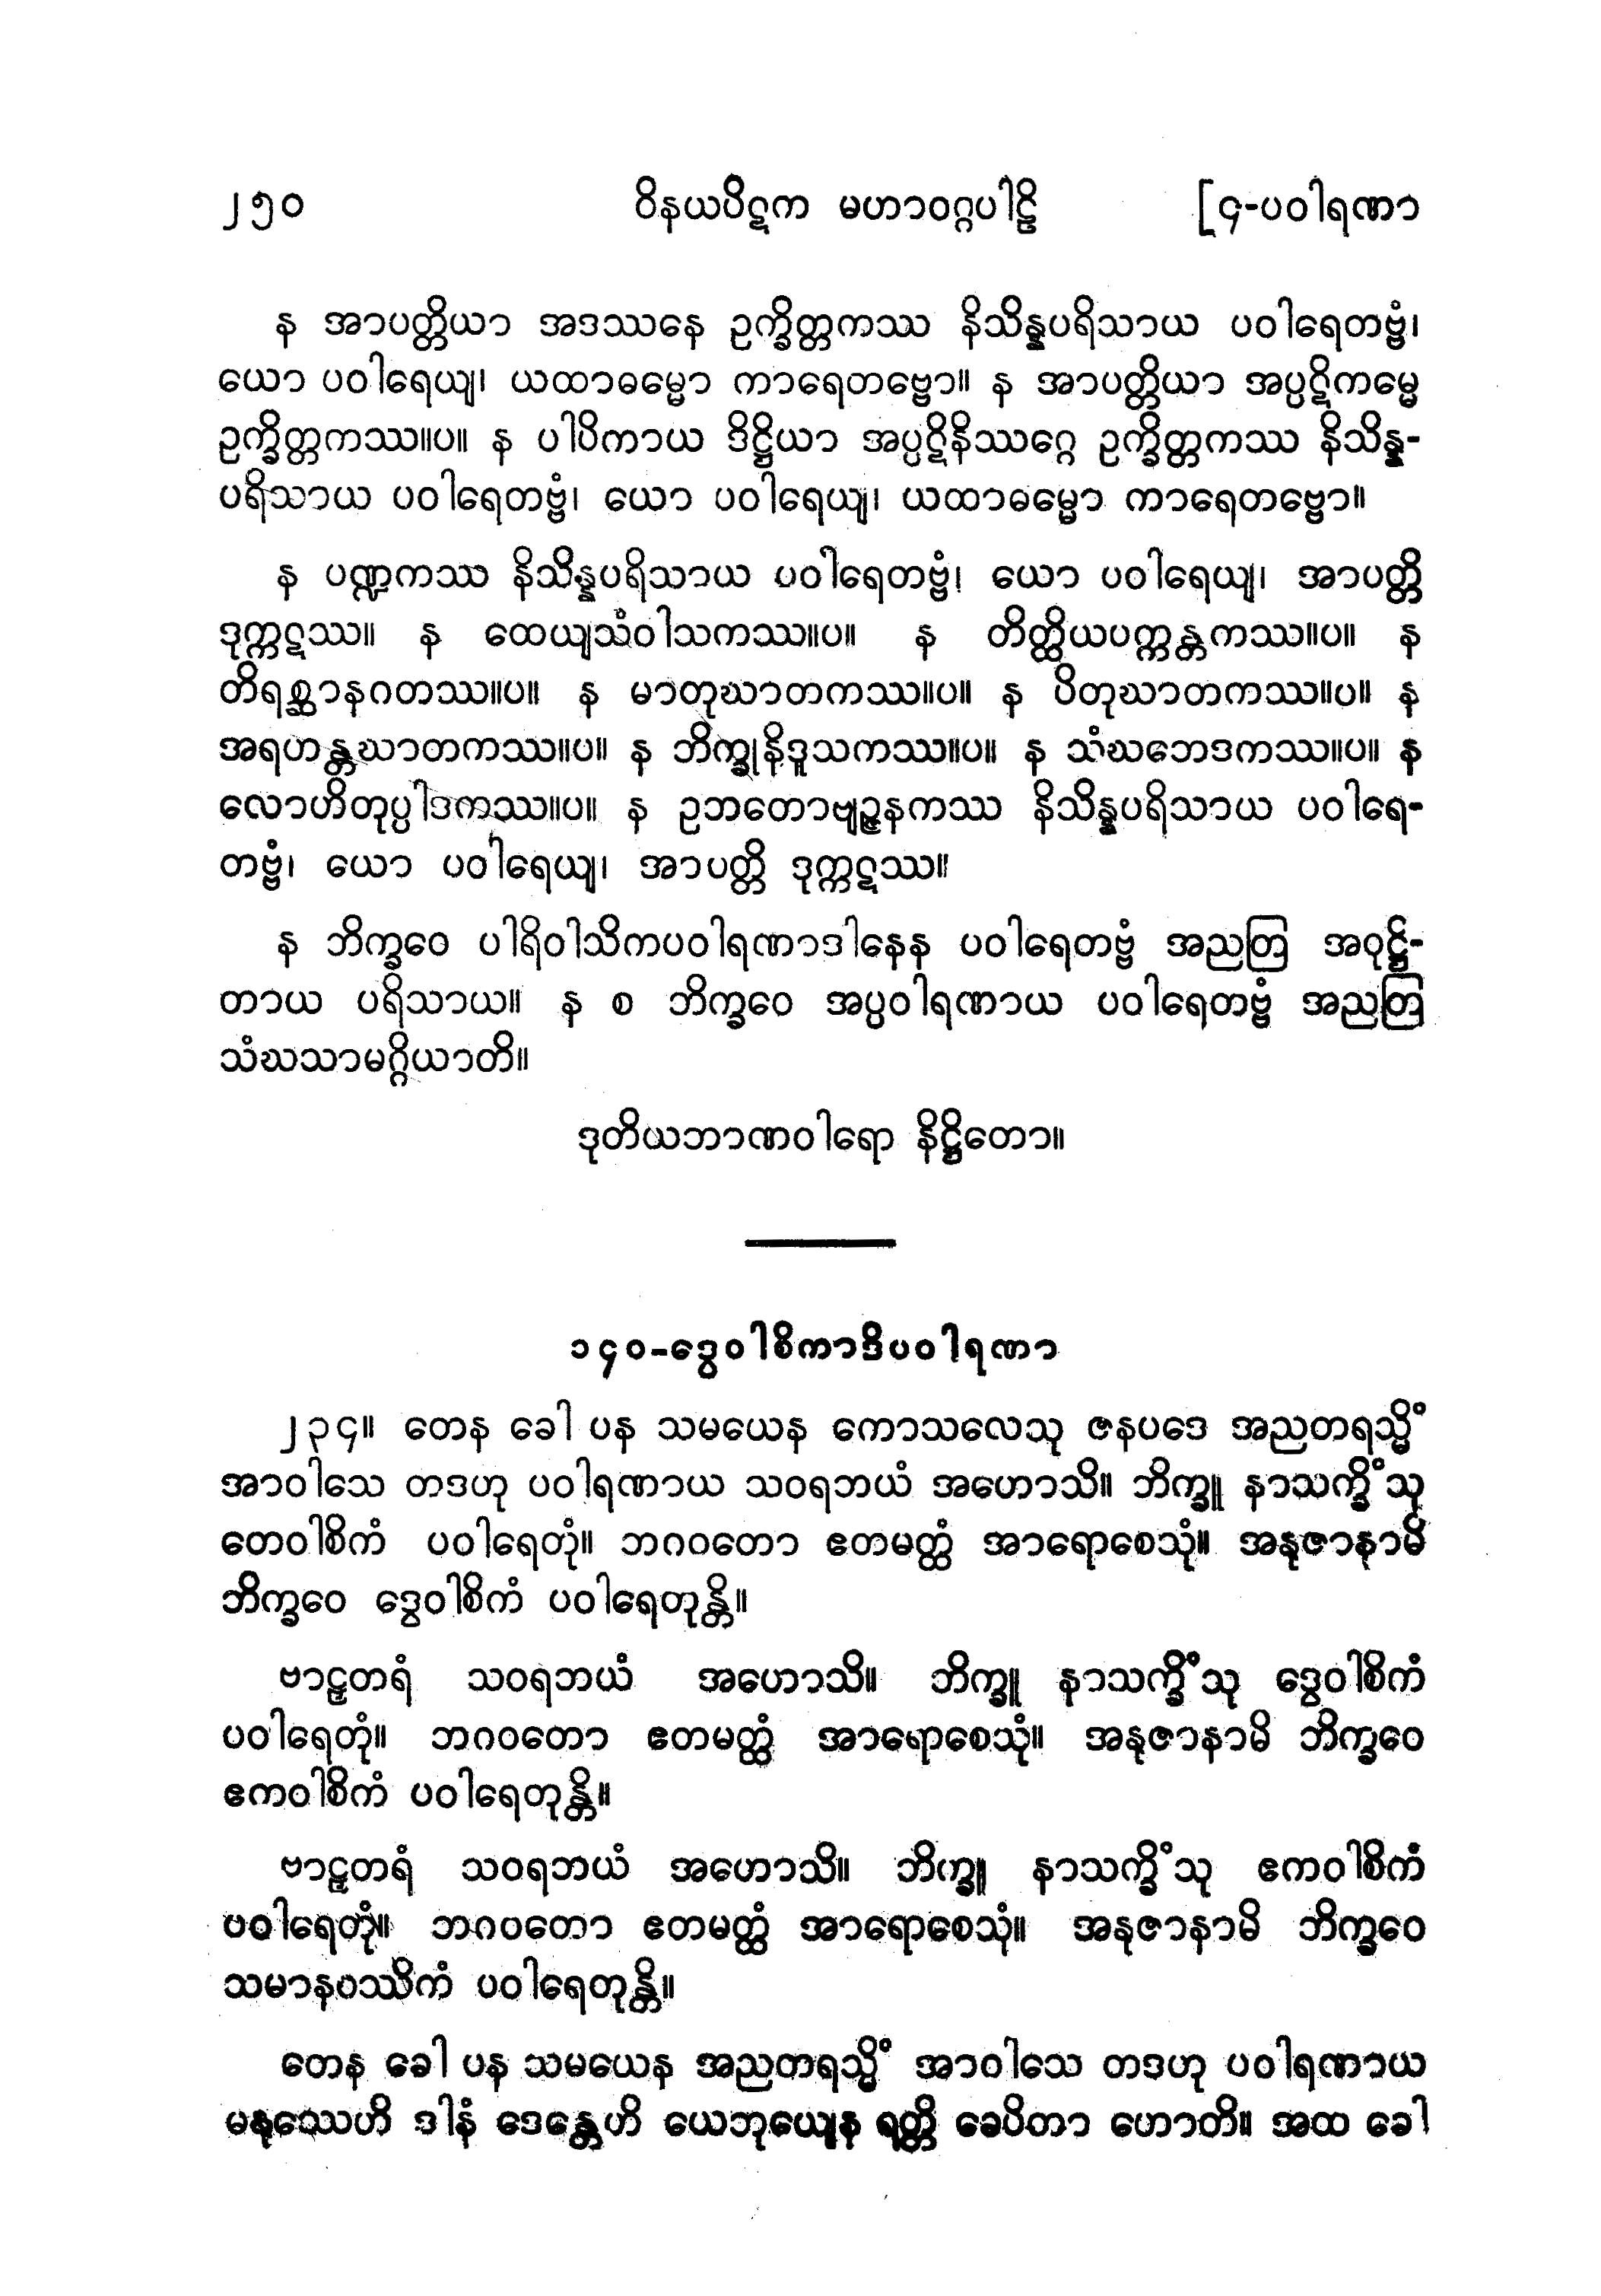 ၂၅၀ ဝိနယပိဋက မဟာဝဂ္ဂပါဠိ [၄-ပဝါရဏာ
န အာပတ္တိယာ အဒဿနေ ဥက္ခိတ္တကဿ နိသိန္နပရိသာယ ပဝါရေတဗ္ဗံ၊
ယော ပဝါရေယျ၊ ယထာဓမ္မော ကာရေတဗ္ဗော။ န အာပတ္တိယာ အပ္ပဋိကမ္မေ
ဥက္ခိတ္တကဿ။ပ။ န ပါပိကာယ ဒိဋ္ဌိယာ အပ္ပဋိနိဿဂ္ဂေ ဥက္ခိတ္တကဿ နိသိန္န-
ပရိသာယ ပဝါရေတဗ္ဗံ၊ ယော ပဝါရေယျ၊ ယထာဓမ္မော ကာရေတဗ္ဗော။
န ပဏ္ဍကဿ နိသိန္နပရိသာယ ပဝါရေတဗ္ဗံ၊ ယော ပဝါရေယျ၊ အာပတ္တိ
ဒုက္ကဋဿ။ န ထေယျသံဝါသကဿ။ပ။ န တိတ္ထိယပက္ကန္တကဿ။ပ။ န
တိရစ္ဆာနဂတဿ။ပ။ န မာတုဃာတကဿ။ပ။ န ပိတုဃာတကဿ။ပ။ န
အရဟန္တဃာတကဿ။ပ။ န ဘိက္ခုနိဒူသကဿ။ပ။ န သံဃဘေဒကဿ။ပ။ န
လောဟိတုပ္ပါဒကဿ။ပ။ န ဥဘတောဗျဉ္ဇနကဿ နိသိန္နပရိသာယ ပဝါရေ-
တဗ္ဗံ၊ ယော ပဝါရေယျ၊ အာပတ္တိ ဒုက္ကဋဿ။
န ဘိက္ခဝေ ပါရိဝါသိကပဝါရဏာဒါနေန ပဝါရေတဗ္ဗံ အညတြ အဝုဋ္ဌိ-
တာယ ပရိသာယ။ န စ ဘိက္ခဝေ အပ္ပဝါရဏာယ ပဝါရေတဗ္ဗံ အညတြ
သံဃသာမဂ္ဂိယာတိ။
ဒုတိယဘာဏဝါရော နိဋ္ဌိတော။
၁၄၀-ဒွေဝါစိကာဒိပဝါရဏာ
၂၃၄။ တေန ခေါ ပန သမယေန ကောသလေသု ဇနပဒေ အညတရသ္မိံ
အာဝါသေ တဒဟု ပဝါရဏာယ သဝရဘယံ အဟောသိ။ ဘိက္ခူ နာသက္ခိံသု
တေဝါစိကံ ပဝါရေတုံ။ ဘဂဝတော ဧတမတ္ထံ အာရောစေသုံ။ အနုဇာနာမိ
ဘိက္ခဝေ ဒွေဝါစိကံ ပဝါရေတုန္တိ။
ဗာဠှတရံ သဝရဘယံ အဟောသိ။ ဘိက္ခူ နာသက္ခိံသု ဒွေဝါစိကံ
ပဝါရေတုံ။ ဘဂဝတော ဧတမတ္ထံ အာရောစေသုံ။ အနုဇာနာမိ ဘိက္ခဝေ
ဧကဝါစိကံ ပဝါရေတုန္တိ။
ဗာဠှတရံ သဝရဘယံ အဟောသိ။ ဘိက္ခူ နာသက္ခိံသု ဧကဝါစိကံ
ပဝါရေတုံ။ ဘဂဝတော ဧတမတ္ထံ အာရောစေသုံ။ အနုဇာနာမိ ဘိက္ခဝေ
သမာနဝဿိကံ ပဝါရေတုန္တိ။
တေန ခေါ ပန သမယေန အညတရသ္မိံ အာဝါသေ တဒဟု ပဝါရဏာယ
မနုဿေဟိ ဒါနံ ဒေန္တေဟိ ယေဘုယျေန ရတ္တိ ခေပိတာ ဟောတိ။ အထ ခေါ